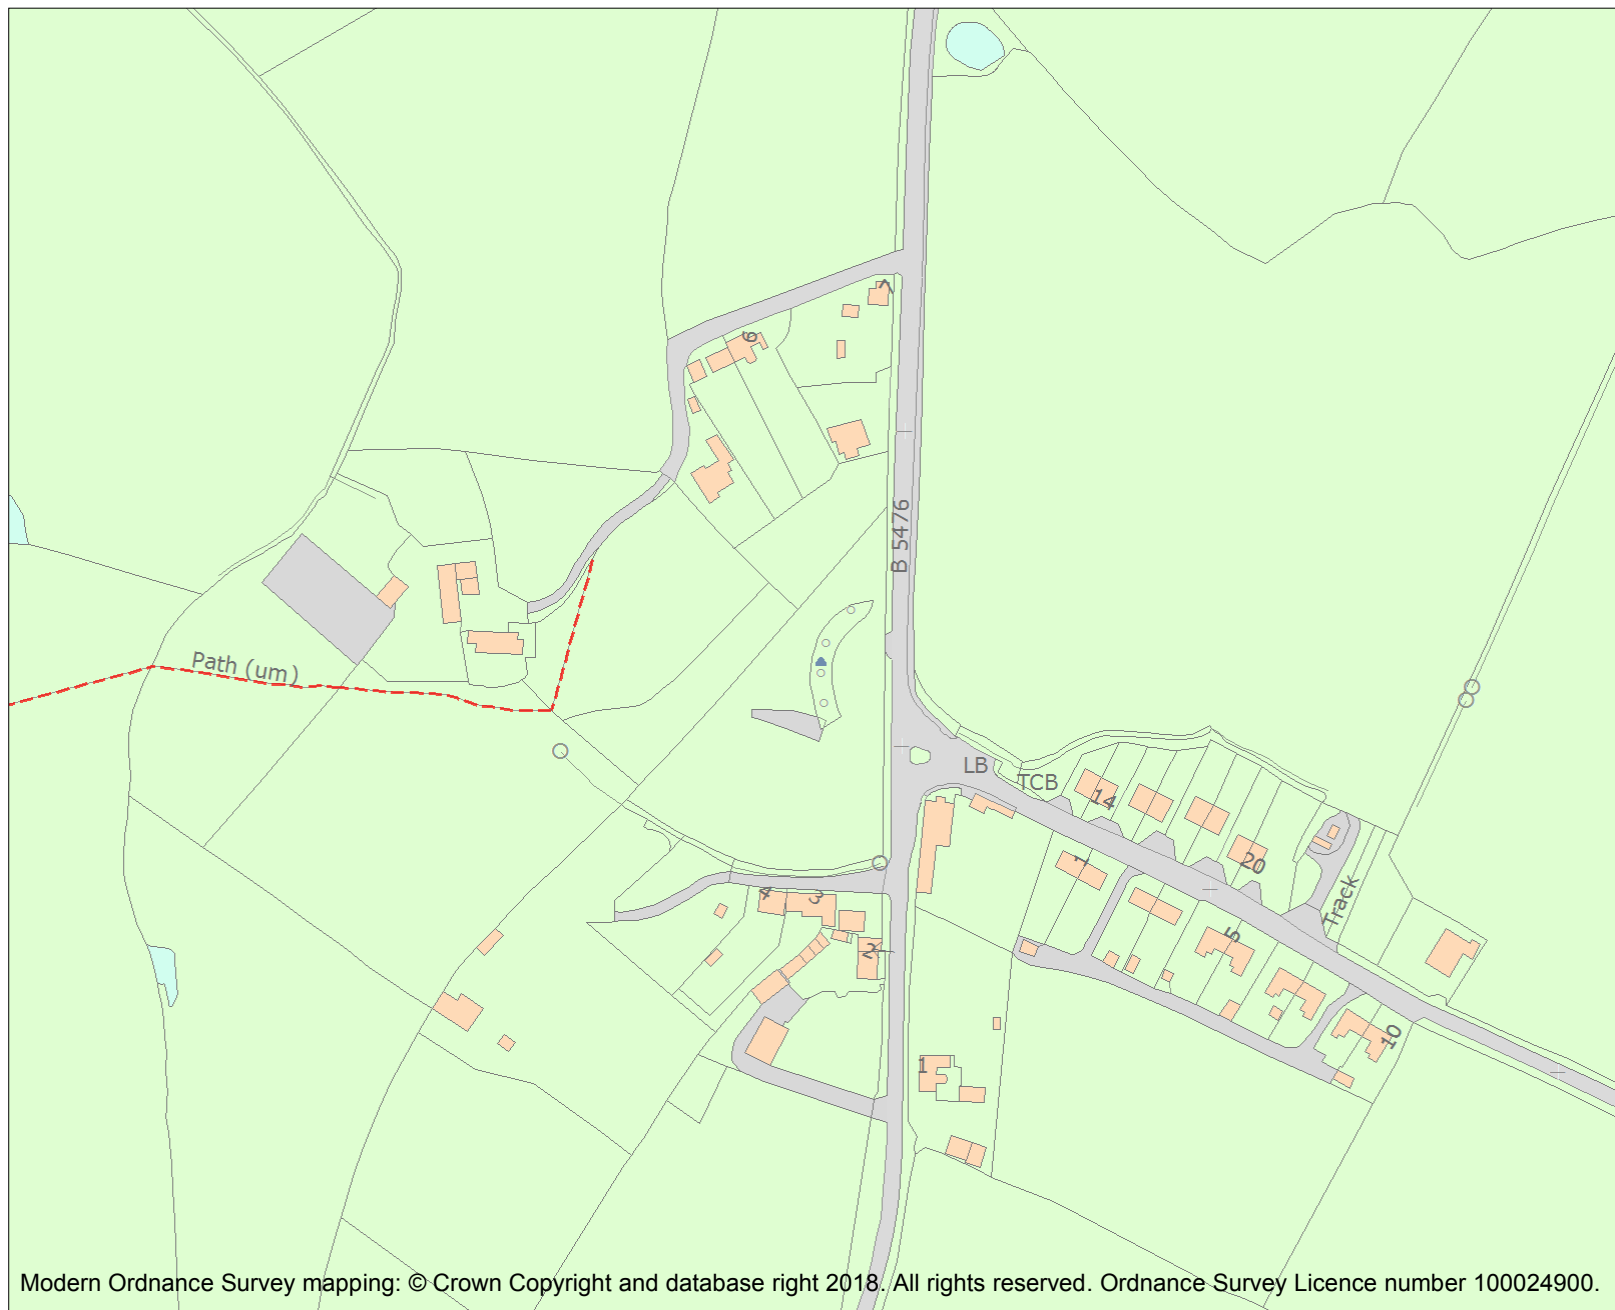 7
6
B 5476
Path (um)
LB
TCB
14
20
1
Track
4
3
5
2
10
1
Modern Ordnance Survey mapping: © Crown Copyright and database right 2018. All rights reserved. Ordnance Survey Licence number 100024900.